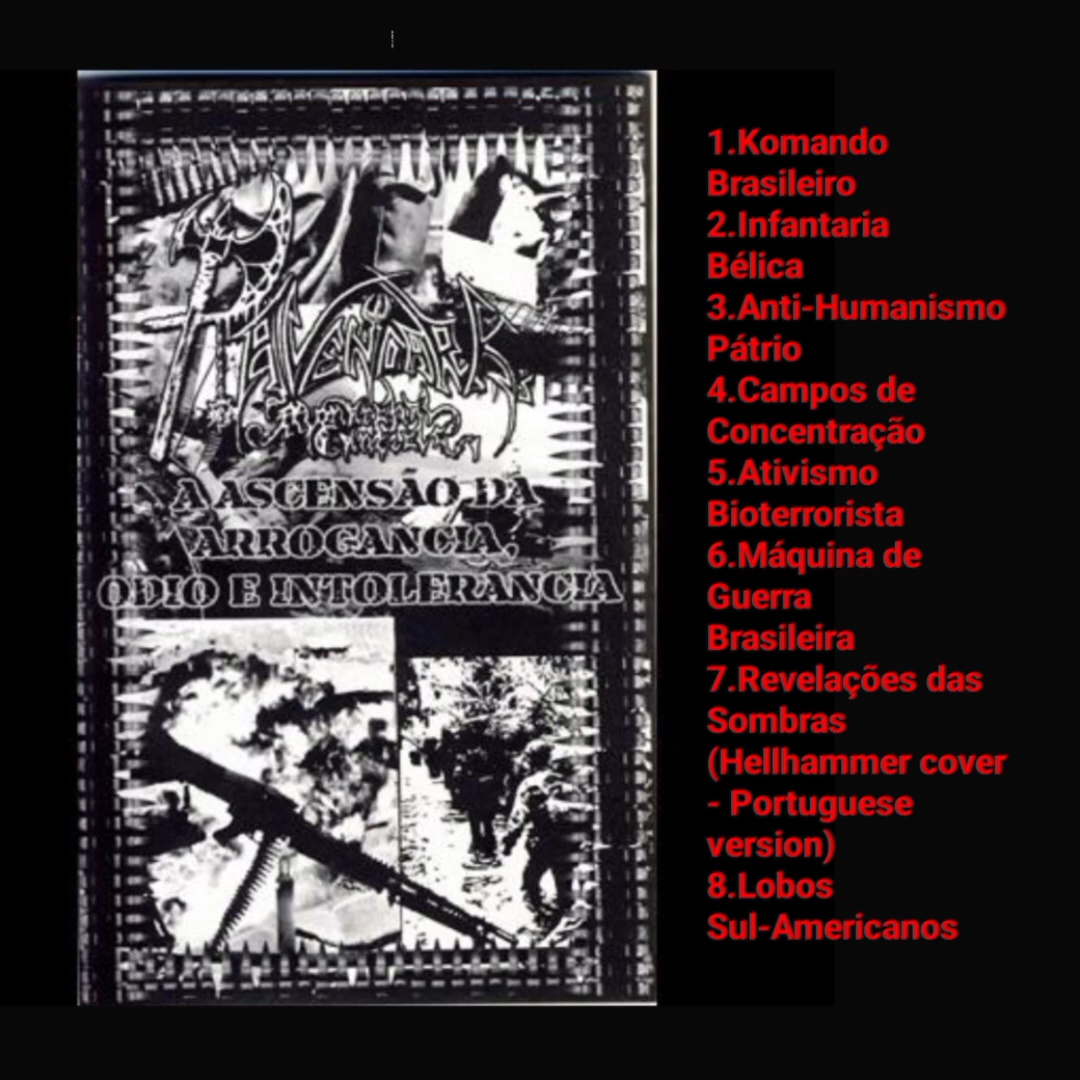 A ASCENSÃO DA
ARROGANCIA,
ODIO E INTOLERÂNCIA
1.Komando
Brasileiro
2.Infantaria
Bélica
3.Anti-Humanismo
Pátrio
4.Campos de
Concentração
5.Ativismo
Bioterrorista
6.Máquina de
Guerra
Brasileira
7.Revelações das
Sombras
(Hellhammer cover
- Portuguese
version)
8.Lobos
Sul-Americanos